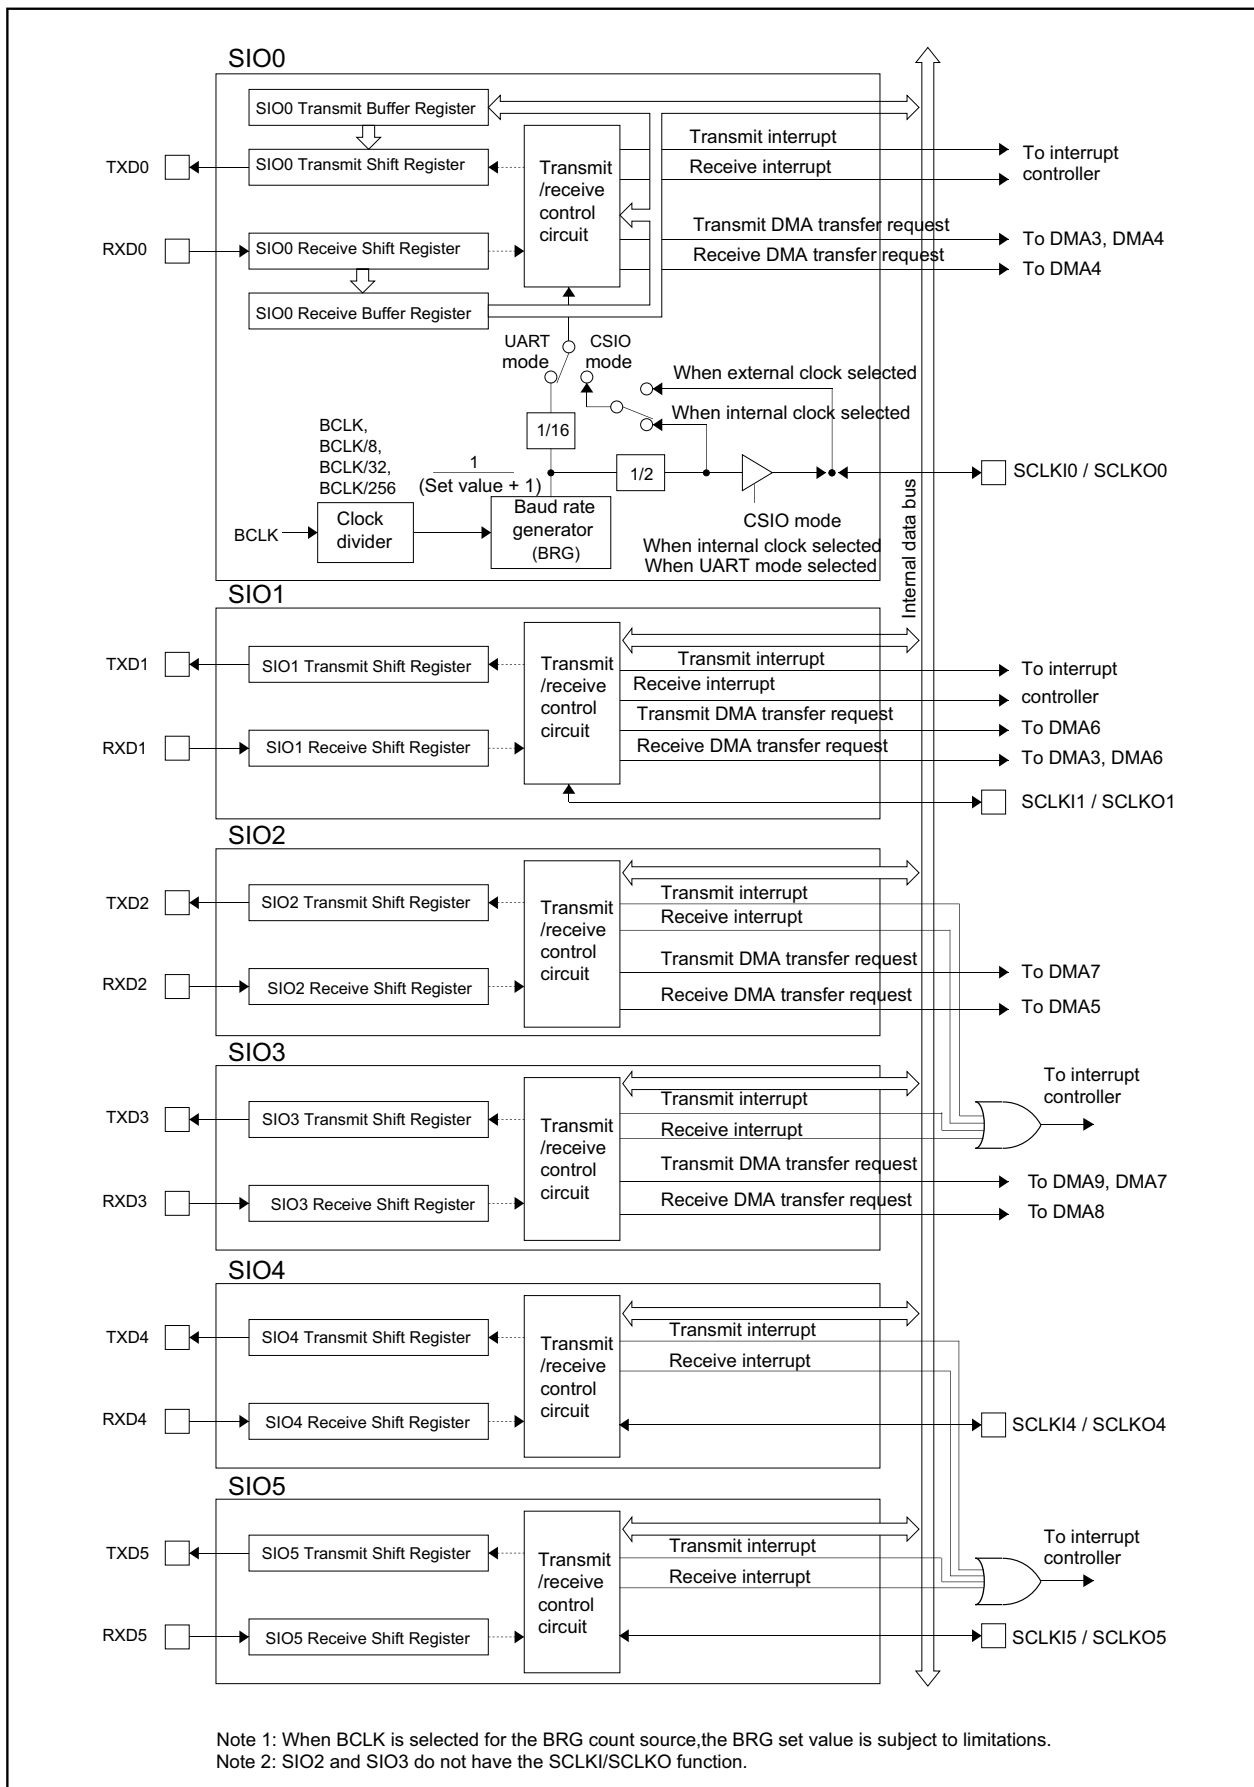 SIO0
SIO0 Transmit Buffer Register
Transmit interrupt
TXD0
SIO0 Transmit Shift Register
Transmit
/receive
control
circuit
Receive interrupt
To interrupt
controller
Transmit DMA transfer request
RXD0
SIO0 Receive Shift Register
To DMA3, DMA4
Receive DMA transfer request
To DMA4
SIO0 Receive Buffer Register
UART
mode
CSIO
mode
When external clock selected
When internal clock selected
BCLK,
BCLK/8,
BCLK/32,
BCLK/256
1/16
1
(Set value + 1)
1/2
SCLKI0 / SCLKO0
BCLK
Clock
divider
Baud rate
generator
(BRG)
CSIO mode
When internal clock selected
When UART mode selected
Internal data bus
SIO1
TXD1
SIO1 Transmit Shift Register
Transmit
/receive
control
circuit
Transmit interrupt
To interrupt
Receive interrupt
controller
Transmit DMA transfer request
To DMA6
RXD1
SIO1 Receive Shift Register
Receive DMA transfer request
To DMA3, DMA6
SCLKI1 / SCLKO1
SIO2
TXD2
SIO2 Transmit Shift Register
Transmit
/receive
control
circuit
Transmit interrupt
Receive interrupt
Transmit DMA transfer request
To DMA7
RXD2
SIO2 Receive Shift Register
Receive DMA transfer request
To DMA5
SIO3
TXD3
SIO3 Transmit Shift Register
Transmit
/receive
control
circuit
Transmit interrupt
Receive interrupt
To interrupt
controller
Transmit DMA transfer request
To DMA9, DMA7
RXD3
SIO3 Receive Shift Register
Receive DMA transfer request
To DMA8
SIO4
TXD4
SIO4 Transmit Shift Register
Transmit
/receive
control
circuit
Transmit interrupt
Receive interrupt
RXD4
SIO4 Receive Shift Register
SCLKI4 / SCLKO4
SIO5
TXD5
SIO5 Transmit Shift Register
Transmit
/receive
control
circuit
Transmit interrupt
Receive interrupt
To interrupt
controller
RXD5
SIO5 Receive Shift Register
SCLKI5 / SCLKO5
Note 1: When BCLK is selected for the BRG count source,the BRG set value is subject to limitations.
Note 2: SIO2 and SIO3 do not have the SCLKI/SCLKO function.